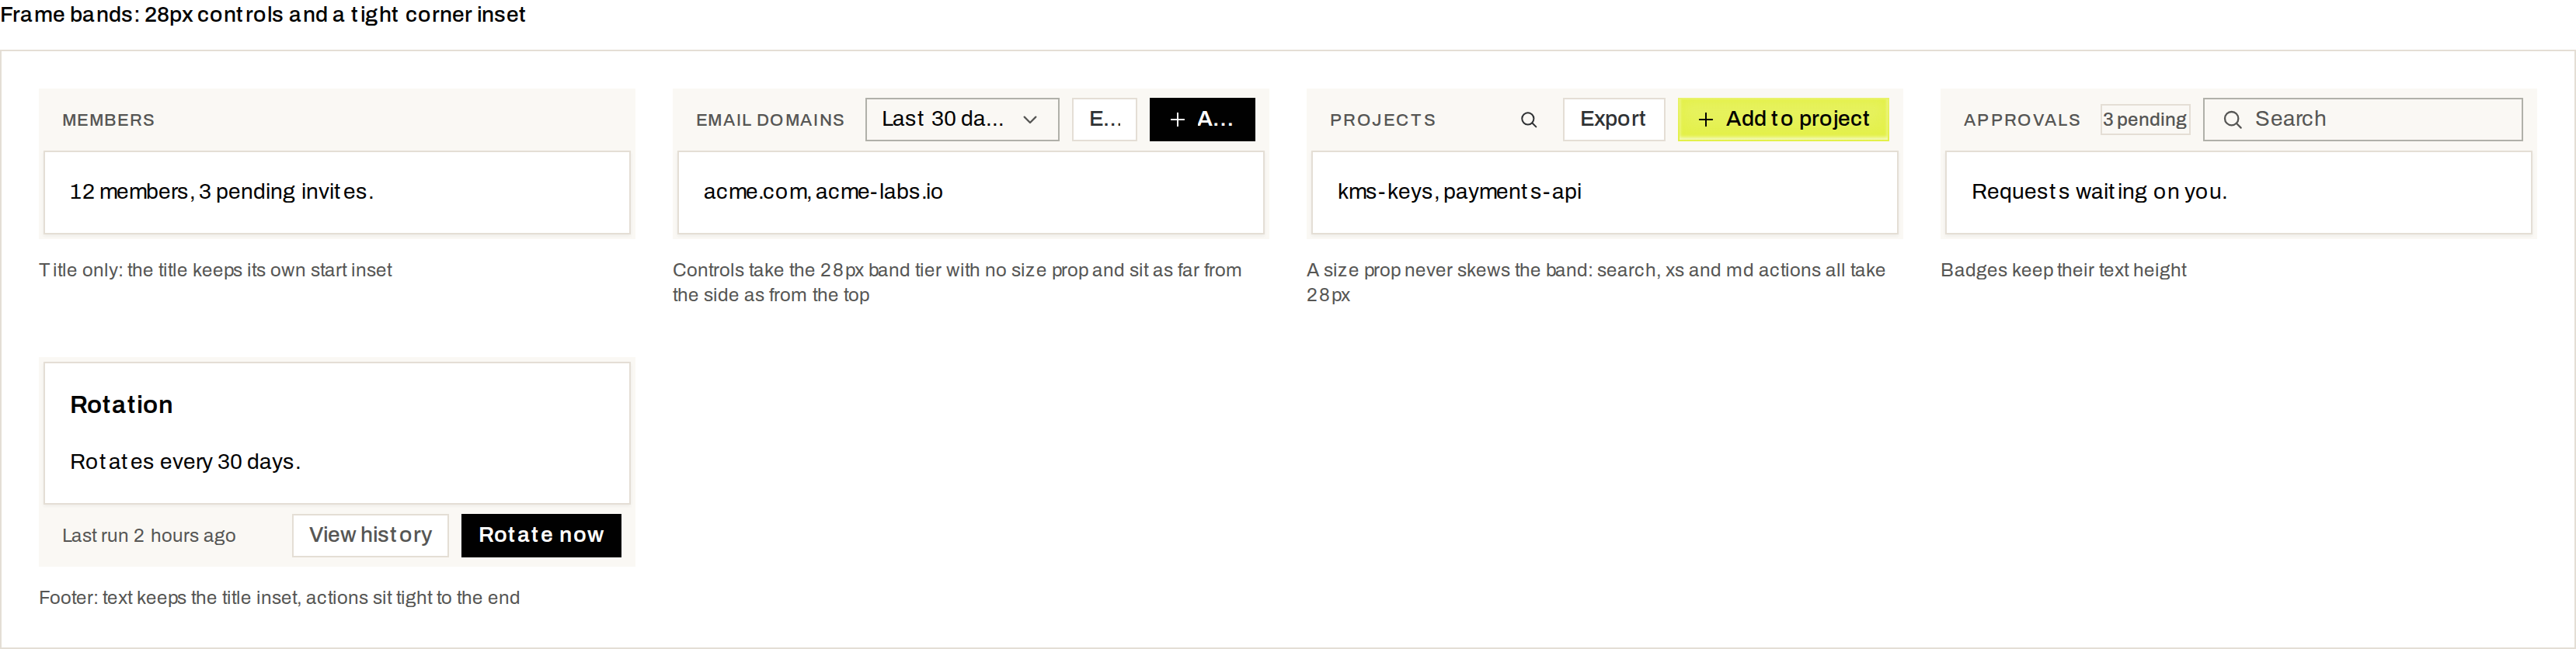 Frame bands: 28px controls and a tight corner inset
MEMBERS
12 members, 3 pending invites.
Title only: the title keeps its own start inset
EMAIL DOMAINS
Last 30 da...
E...
A...
acme.com, acme-labs.io
Controls take the 28px band tier with no size prop and sit as far from
the side as from the top
PROJECTS
Export
Add to project
kms-keys, payments-api
A size prop never skews the band: search, xs and md actions all take
28px
APPROVALS
3 pending
Search
Requests waiting on you.
Badges keep their text height
Rotation
Rotates every 30 days.
Last run 2 hours ago
View history
Rotate now
Footer: text keeps the title inset, actions sit tight to the end